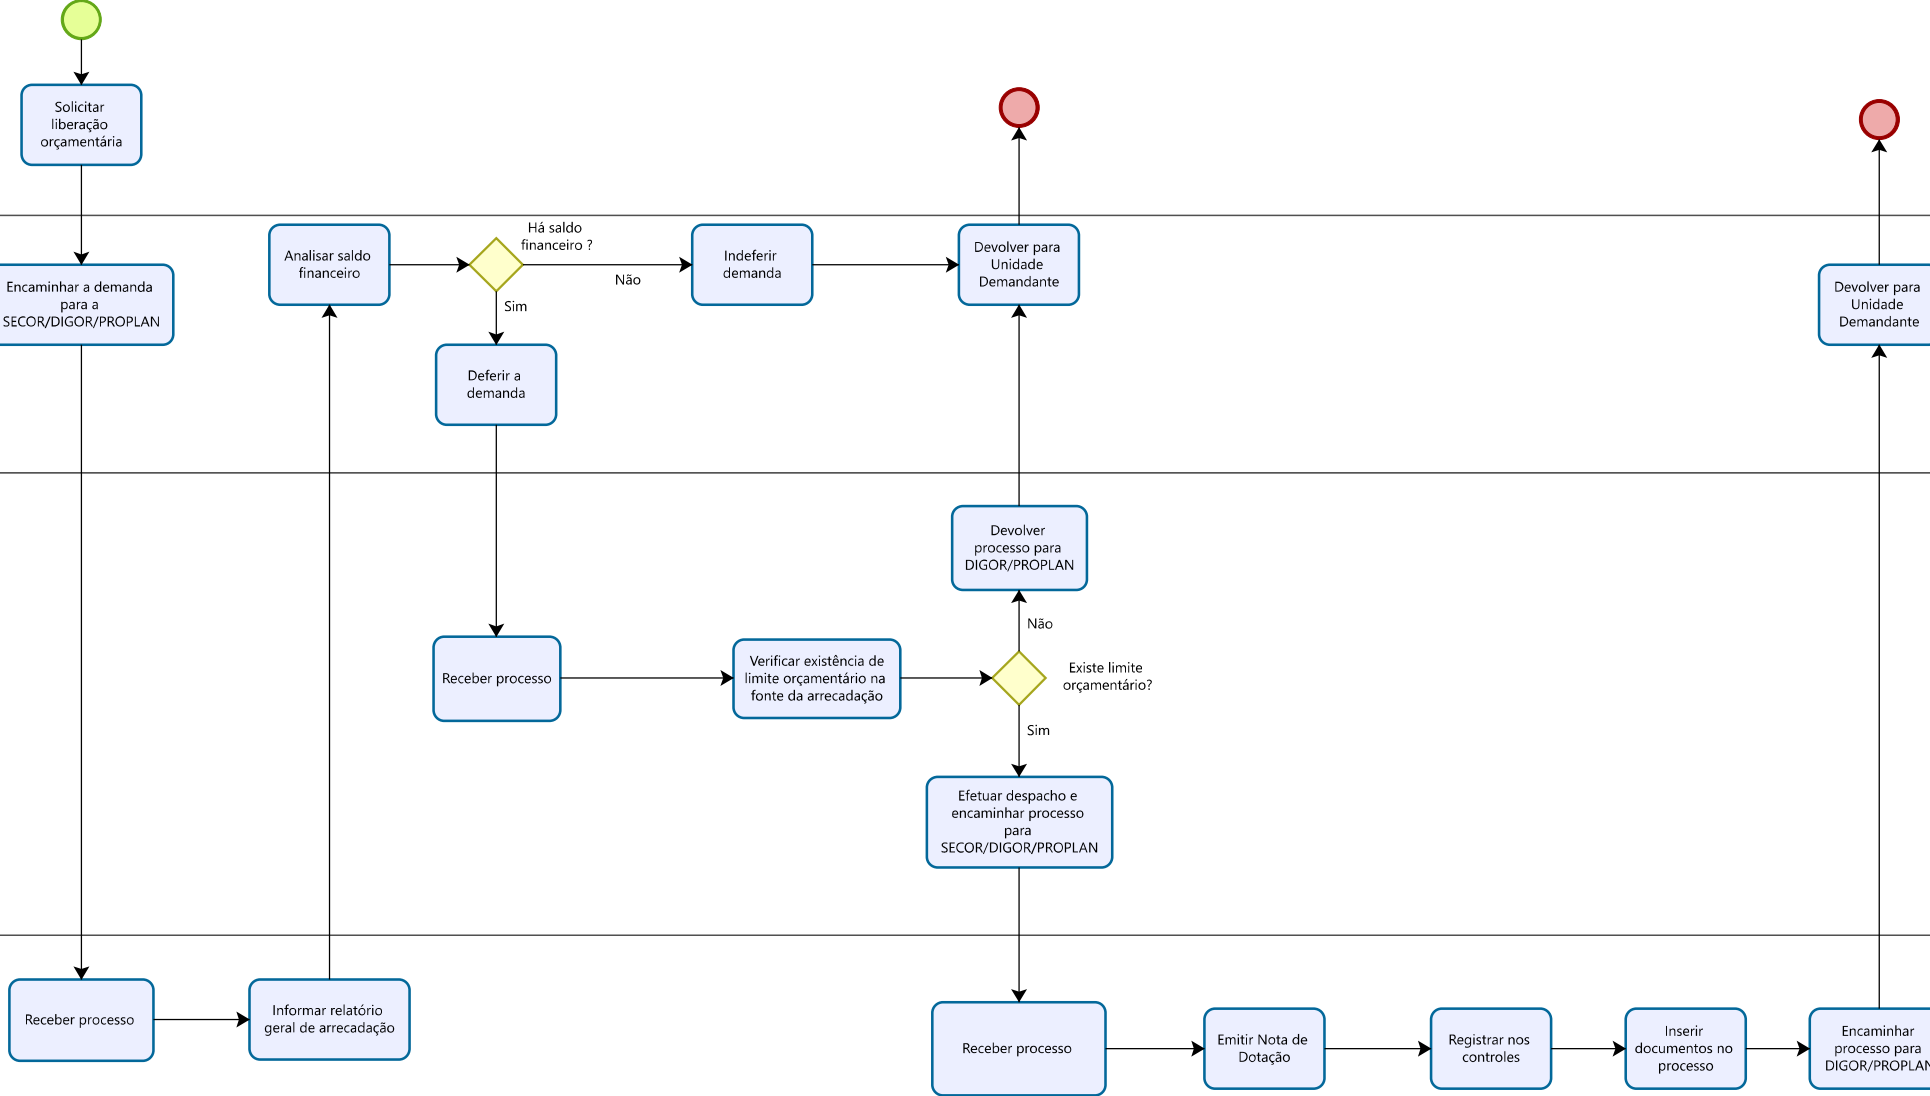 Solicitar
liberação
orçamentária
Encaminhar a demanda
para a
SECOR/DIGOR/PROPLAN
Analisar saldo
financeiro
Há saldo
financeiro ?
Não
Sim
Indeferir
demanda
Devolver para
Unidade
Demandante
Devolver para
Unidade
Demandante
Deferir a
demanda
Devolver
processo para
DIGOR/PROPLAN
Não
Receber processo
Verificar existência de
limite orçamentário na
fonte da arrecadação
Existe limite
orçamentário?
Sim
Efetuar despacho e
encaminhar processo
para
SECOR/DIGOR/PROPLAN
Receber processo
Informar relatório
geral de arrecadação
Receber processo
Emitir Nota de
Dotação
Registrar nos
controles
Inserir
documentos no
processo
Encaminhar
processo para
DIGOR/PROPLAN